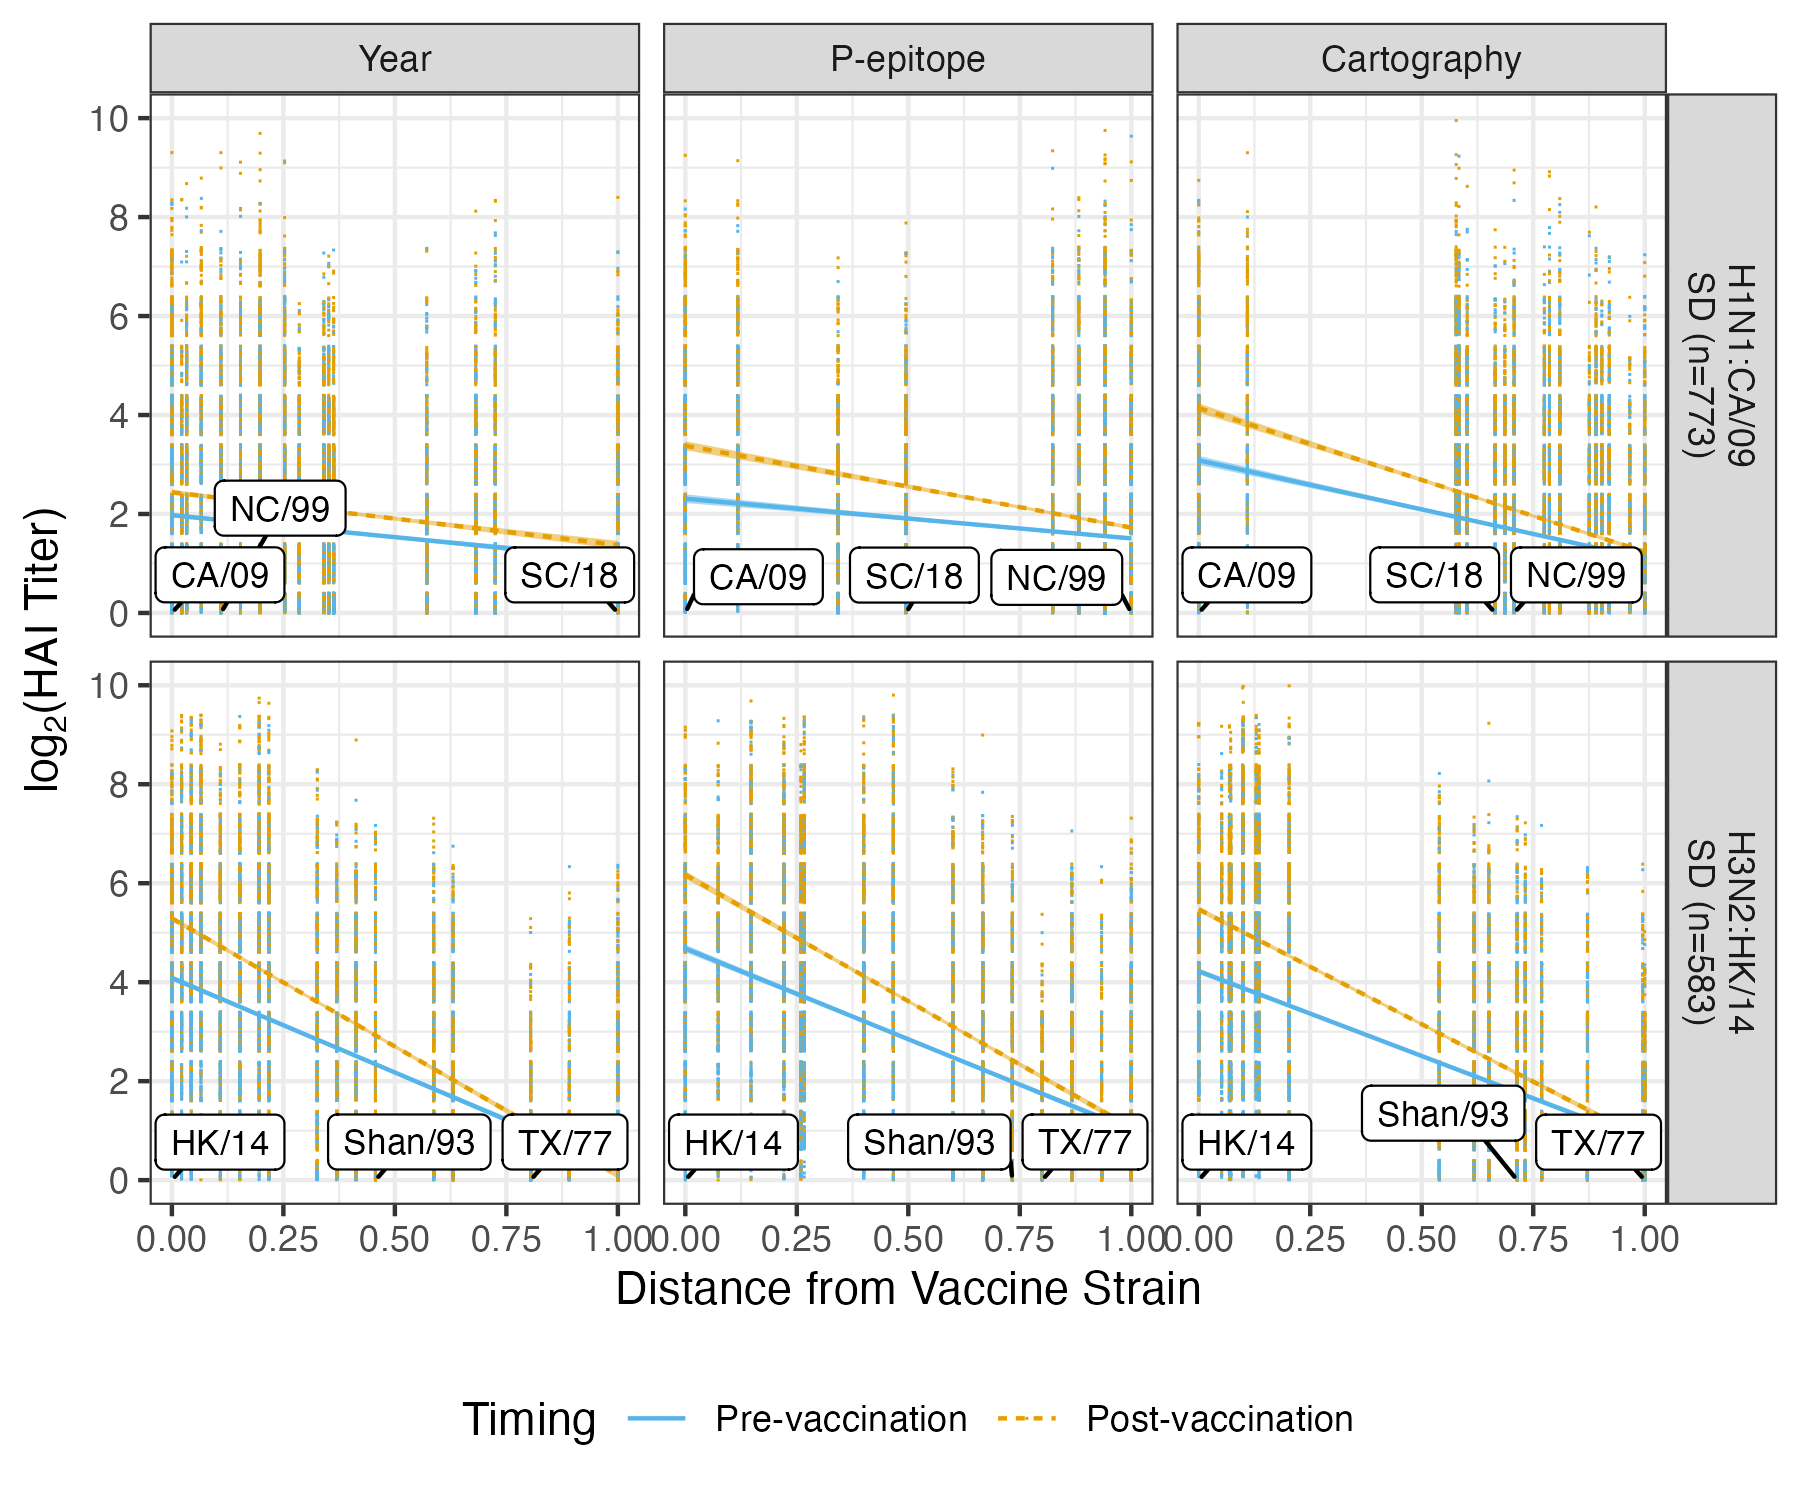 Year
P-epitope
Cartography
log2(HAI Titer)
10
8
6
4
2
0
NC/99
CA/09
SC/18
CA/09
SC/18
NC/99
CA/09
SC/18
NC/99
H1N1:CA/09
SD (n=773)
10
8
6
4
2
0
HK/14
Shan/93
TX/77
HK/14
Shan/93
TX/77
HK/14
Shan/93
TX/77
H3N2:HK/14
SD (n=583)
0.00 0.25 0.50 0.75 1.00
0.00 0.25 0.50 0.75 1.00
0.00 0.25 0.50 0.75 1.00
Distance from Vaccine Strain
Timing Pre-vaccination Post-vaccination